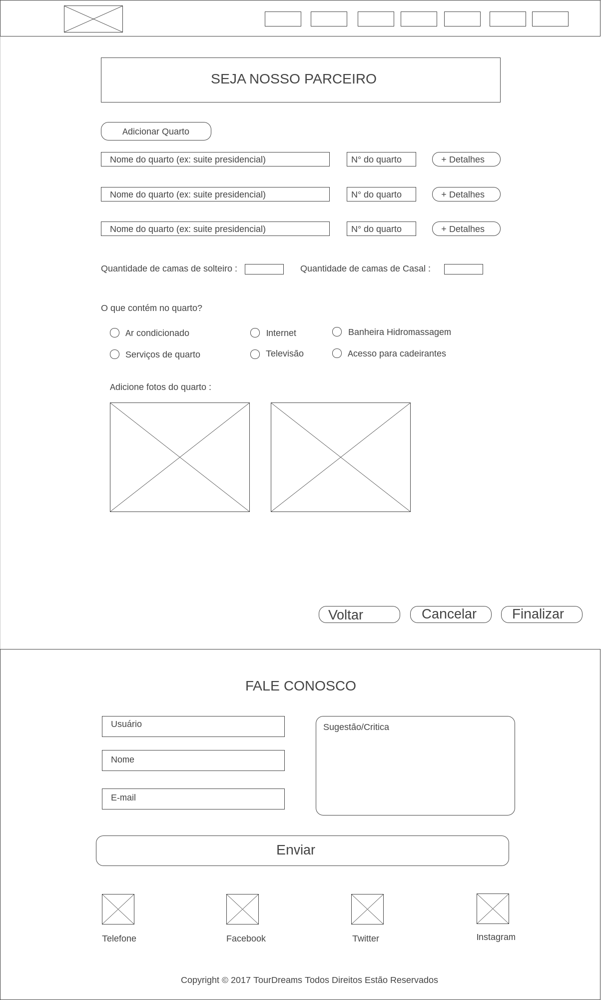 SEJA NOSSO PARCEIRO
Adicionar Quarto
Nome do quarto (ex: suite presidencial) N° do quarto + Detalhes
Nome do quarto (ex: suite presidencial) N° do quarto + Detalhes
Nome do quarto (ex: suite presidencial) N° do quarto + Detalhes
Quantidade de camas de solteiro : Quantidade de camas de Casal :
O que contém no quarto?
Ar condicionado Internet Banheira Hidromassagem
Serviços de quarto Televisão Acesso para cadeirantes
Adicione fotos do quarto :
Voltar Cancelar Finalizar
FALE CONOSCO
Usuário
Nome
E-mail
Sugestão/Critica
Enviar
Telefone Facebook Twitter Instagram
Copyright © 2017 TourDreams Todos Direitos Estão Reservados